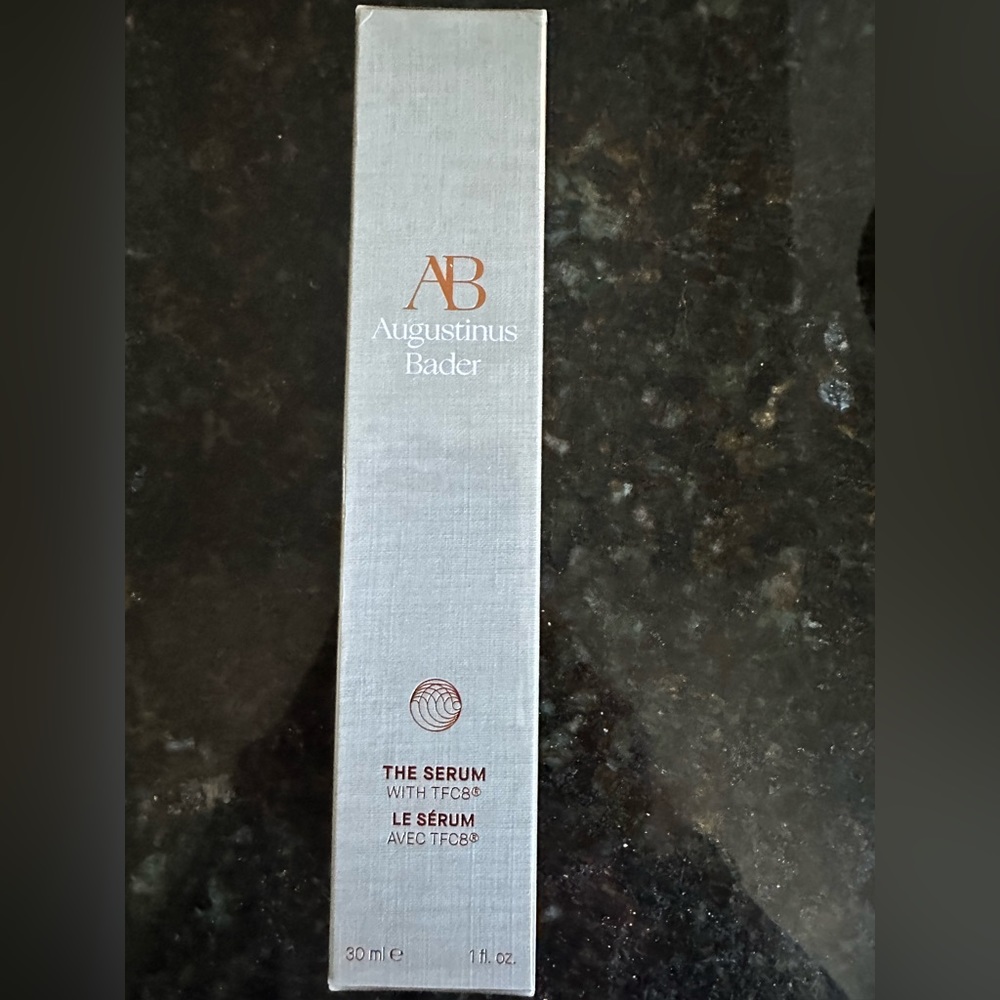 AB
Augustinus
Bader
THE SERUM
WITH TFC8®
LE SÉRUM
AVEC TFC8®
30 ml ℮ 1 fl. oz.